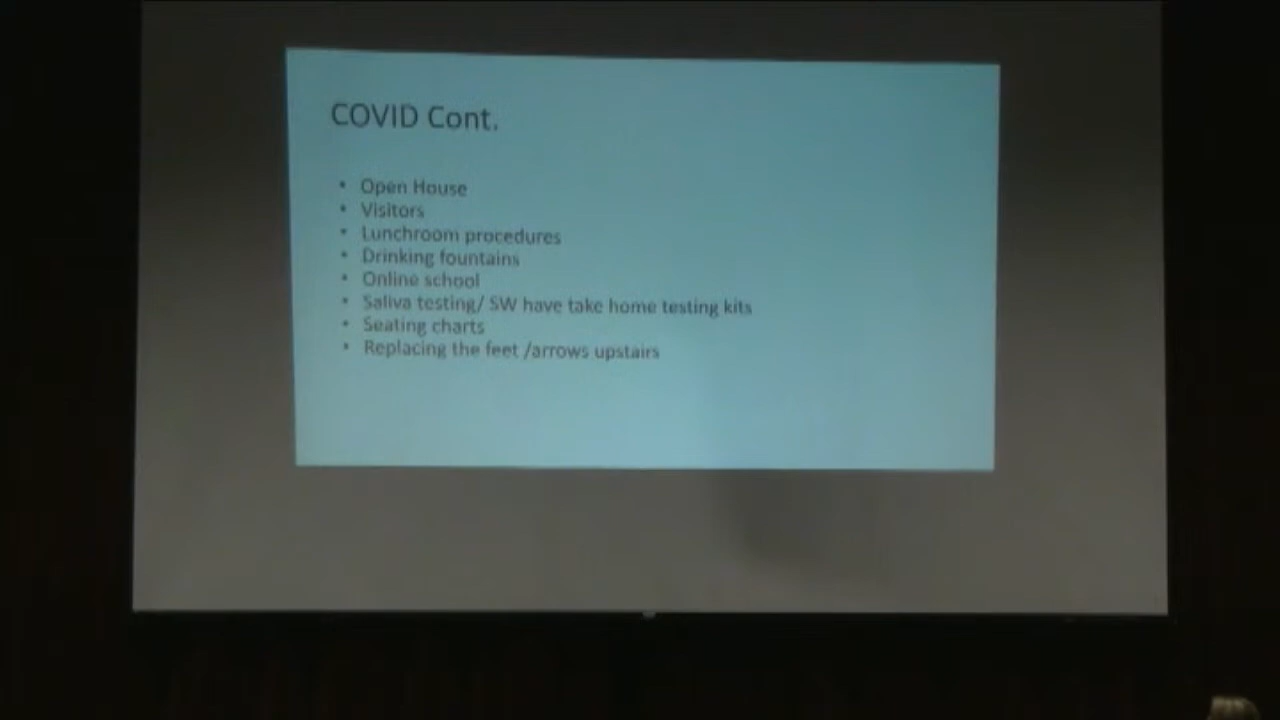 COVID Cont.
• Open House
• Visitors
• Lunchroom procedures
• Drinking fountains
• Online school
• Saliva testing/ SW have take home testing kits
• Seating charts
• Replacing the feet /arrows upstairs